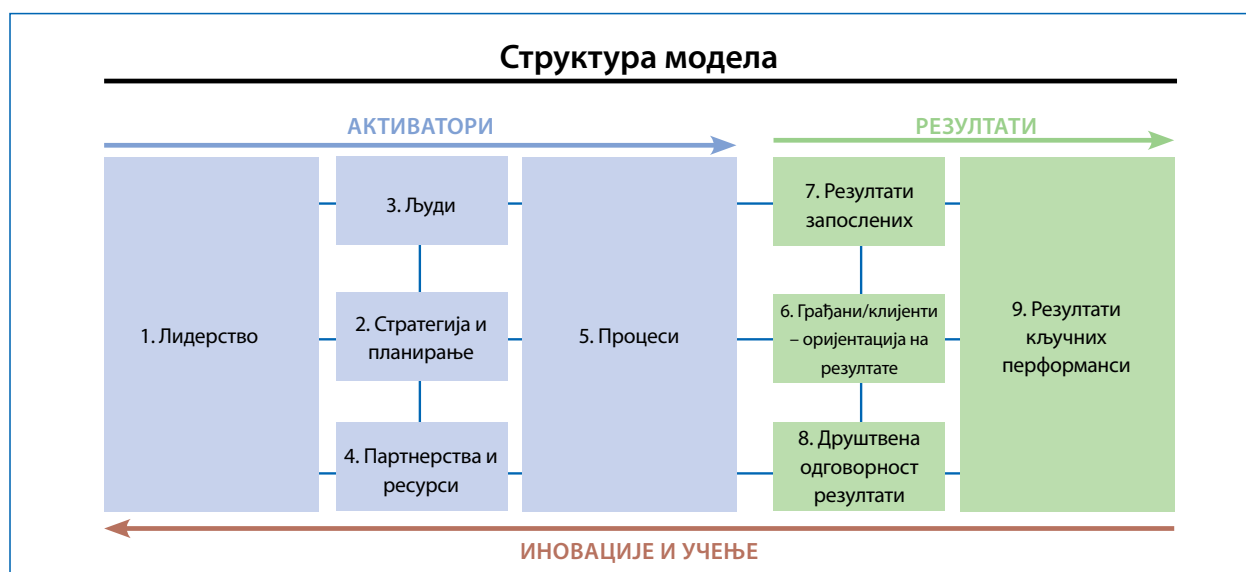 Структура модела
АКТИВАТОРИ
РЕЗУЛТАТИ
1. Лидерство
3. Људи
2. Стратегија и
планирање
4. Партнерства и
ресурси
5. Процеси
7. Резултати
запослених
6. Грађани/клијенти
– оријентација на
резултате
8. Друштвена
одговорност
резултати
9. Резултати
кључних
перформанси
ИНОВАЦИЈЕ И УЧЕЊЕ